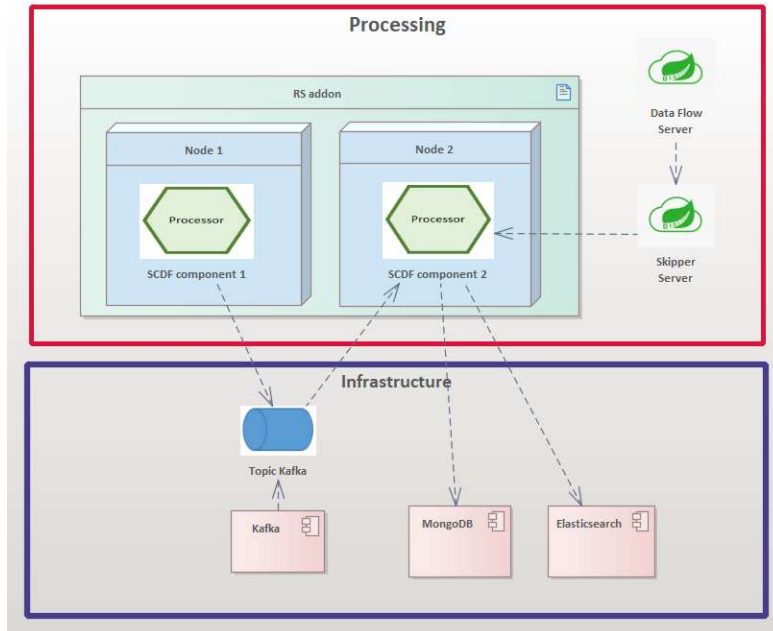 Processing
RS addon
Node 1
Node 2
Processor
Processor
SCDF component 1
SCDF component 2
Data Flow
Server
Skipper
Server
Infrastructure
Topic Kafka
Kafka
MongoDB
Elasticsearch